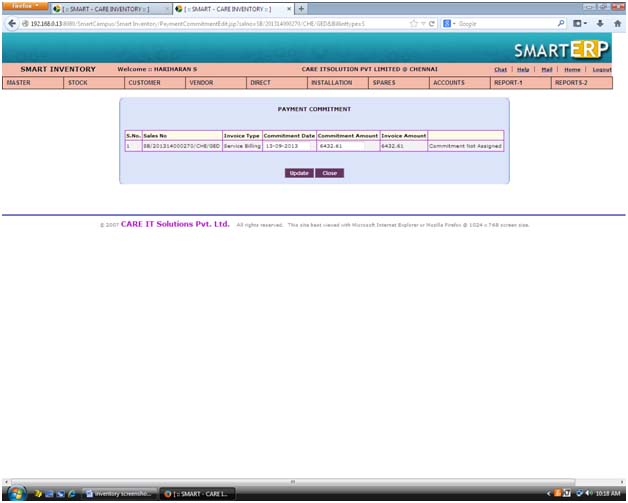 Firefox
[ :: SMART - CARE INVENTORY :: ]
[ :: SMART - CARE INVENTORY :: ]
192.168.0.13:8080/SmartCampus/Smart Inventory/PaymentCommitmentEdit.jsp?salno=SB/201314000270/CHE/GED&Billiettype=S
Google
SMARTERP
SMART INVENTORY Welcome :: HARIHARAN S CARE ITSOLUTION PVT LIMITED @ CHENNAI Chat | Help | Mail | Home | Logout
MASTER STOCK CUSTOMER VENDOR DIRECT INSTALLATION SPARES ACCOUNTS REPORT-1 REPORTS-2
PAYMENT COMMITMENT
S.No. Sales No Invoice Type Commitment Date Commitment Amount Invoice Amount
1 SB/201314000270/CHE/GED Service Billing 13-09-2013 6432.61 6432.61 Commitment Not Assigned
Update Close
© 2007 CARE IT Solutions Pvt. Ltd. All rights reserved. This site best viewed with Microsoft Internet Explorer or Mozilla Firefox @ 1024 x 768 screen size.
inventory screensho... [ :: SMART - CARE I... 10:18 AM